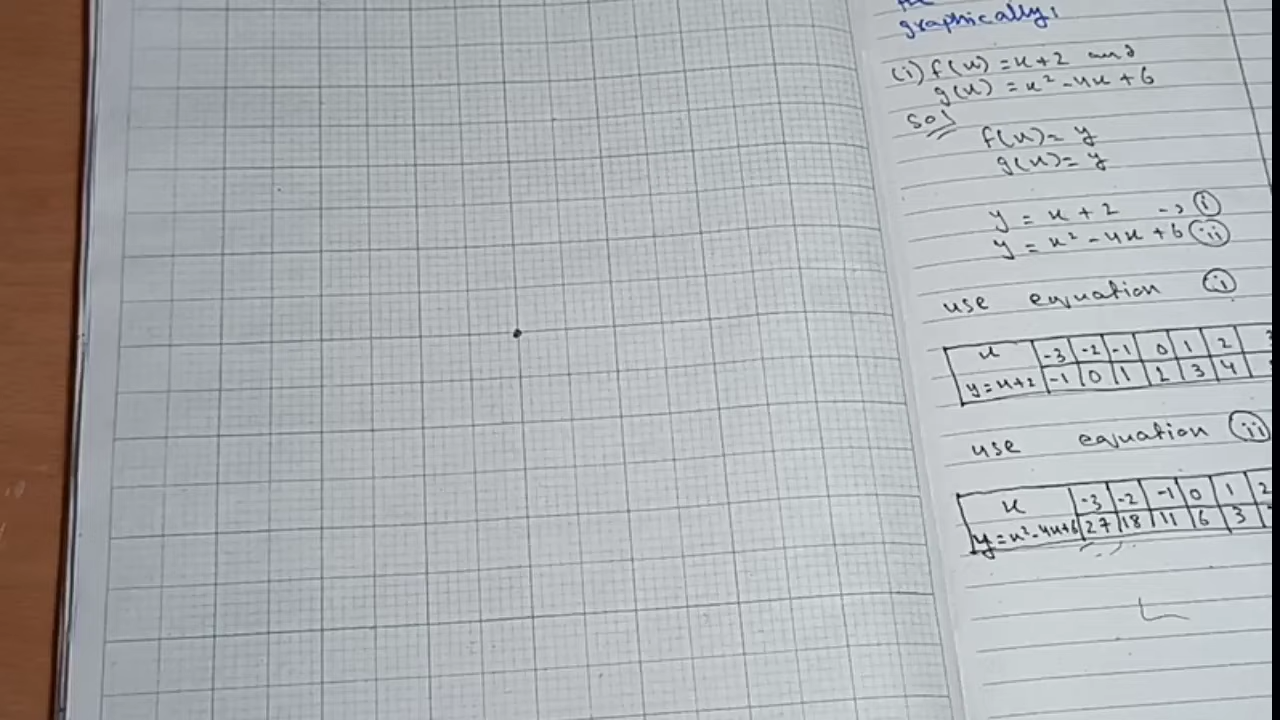 graphically.
(i) f(x) = x+2 and
g(x) = x² - 4x + 6
Sol
f(x) = y
g(x) = y
y = x + 2 → (i)
y = x² - 4x + 6 (ii)
use equation (i)
x -3 -2 -1 0 1 2
y=x+2 -1 0 1 2 3 4
use equation (ii)
x -3 -2 -1 0 1 2
y=x²-4x+6 27 18 11 6 3